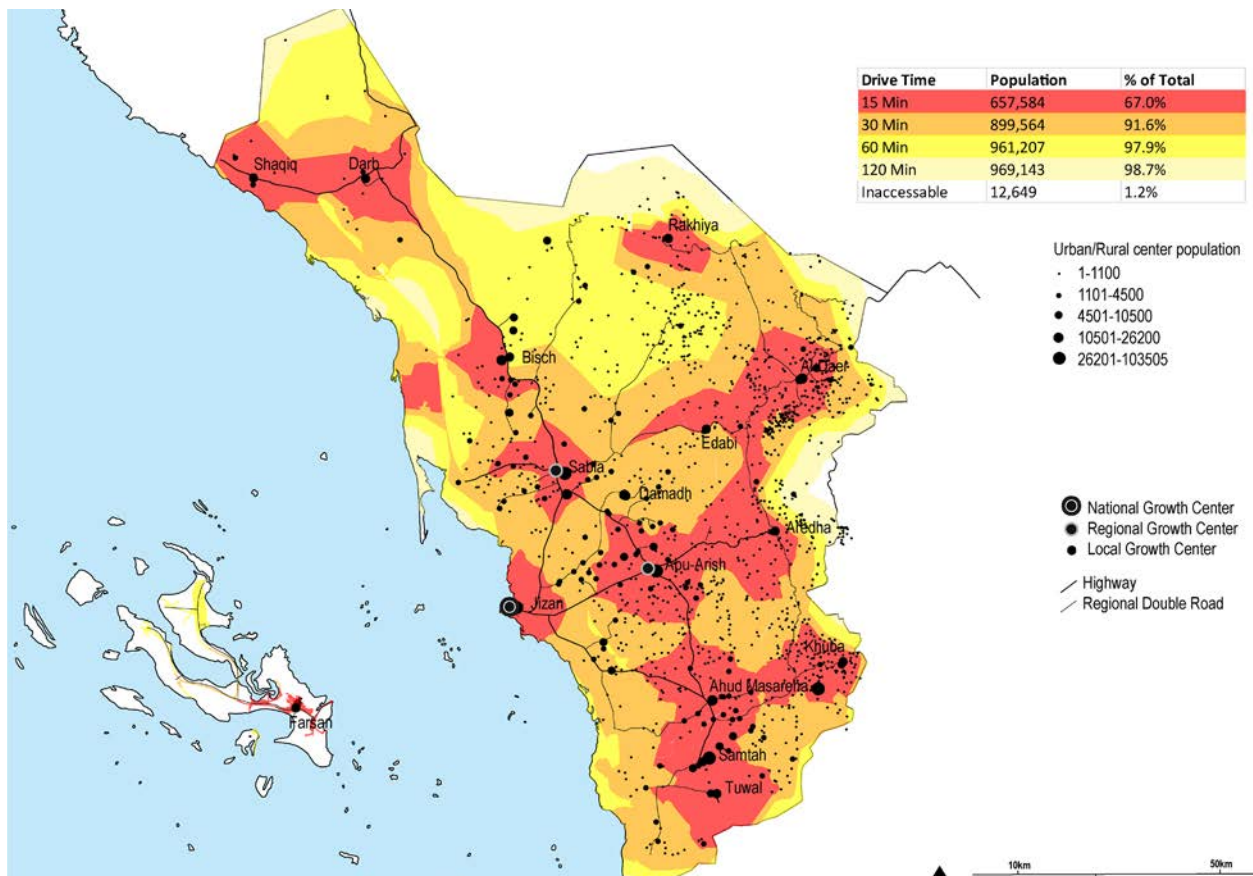 Drive Time Population % of Total
15 Min 657,584 67.0%
30 Min 899,564 91.6%
60 Min 961,207 97.9%
120 Min 969,143 98.7%
Inaccessable 12,649 1.2%
Urban/Rural center population
1-1100
1101-4500
4501-10500
10501-26200
26201-103505
National Growth Center
Regional Growth Center
Local Growth Center
Highway
Regional Double Road
Shaqiq
Darb
Rakhiya
Bisch
Al Daer
Edabi
Sabia
Damadh
Aredha
Apu-Arish
Jizan
Khuba
Ahud Masareha
Farsan
Samtah
Tuwal
10km 50km